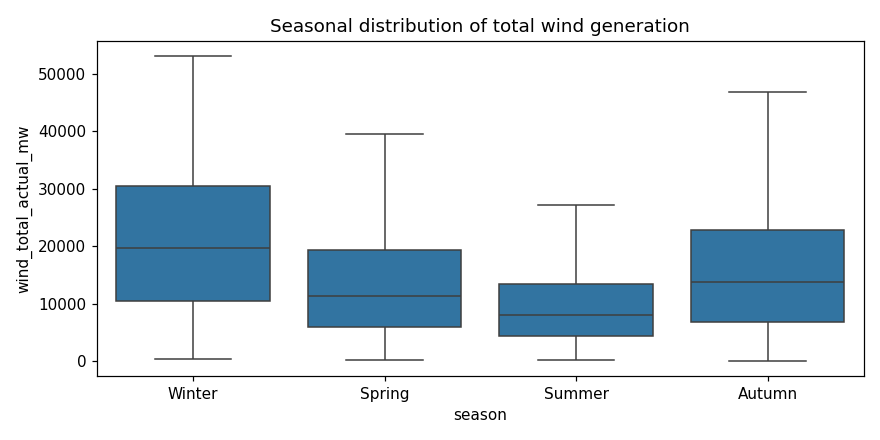 Seasonal distribution of total wind generation
wind_total_actual_mw
50000
40000
30000
20000
10000
0
Winter Spring Summer Autumn
season